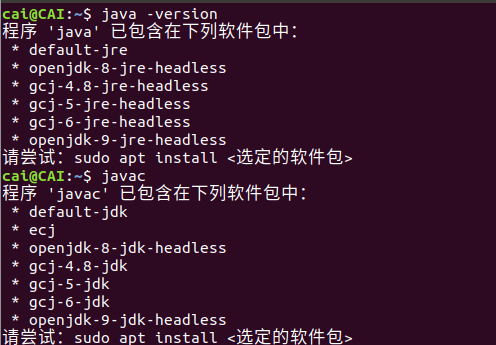 cai@CAI:~$ java -version
程序 'java' 已包含在下列软件包中：
 * default-jre
 * openjdk-8-jre-headless
 * gcj-4.8-jre-headless
 * gcj-5-jre-headless
 * gcj-6-jre-headless
 * openjdk-9-jre-headless
请尝试：sudo apt install <选定的软件包>
cai@CAI:~$ javac
程序 'javac' 已包含在下列软件包中：
 * default-jdk
 * ecj
 * openjdk-8-jdk-headless
 * gcj-4.8-jdk
 * gcj-5-jdk
 * gcj-6-jdk
 * openjdk-9-jdk-headless
请尝试：sudo apt install <选定的软件包>